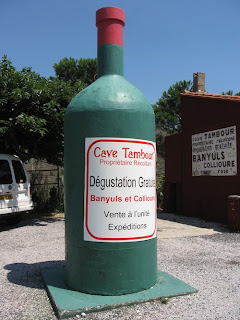 Cave Tambour
Propriétaire Récoltant
Dégustation Gratuite
Banyuls et Collioure
Vente à l'unité
Expéditions
CAVE TAMBOUR
BANYULS
COLLIOURE